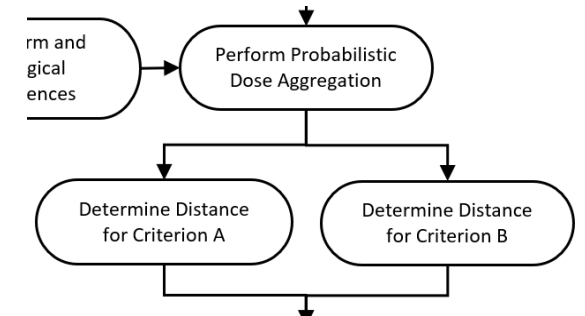 rm and
gical
ences
Perform Probabilistic
Dose Aggregation
Determine Distance
for Criterion A
Determine Distance
for Criterion B